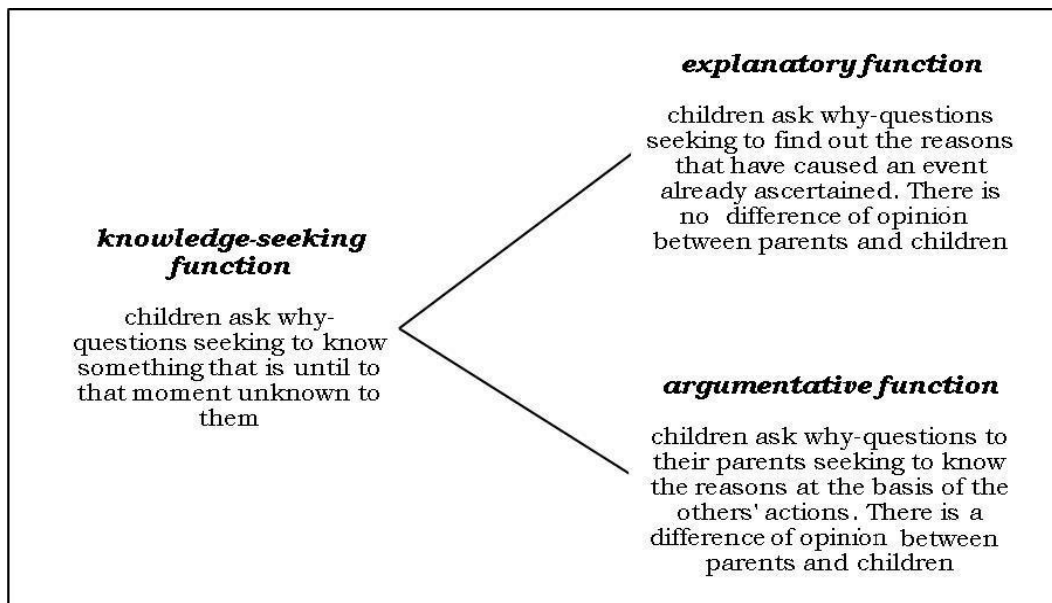 knowledge-seeking
function
children ask why-
questions seeking to know
something that is until to
that moment unknown to
them
explanatory function
children ask why-questions
seeking to find out the reasons
that have caused an event
already ascertained. There is
no difference of opinion
between parents and children
argumentative function
children ask why-questions to
their parents seeking to know
the reasons at the basis of the
others' actions. There is a
difference of opinion between
parents and children